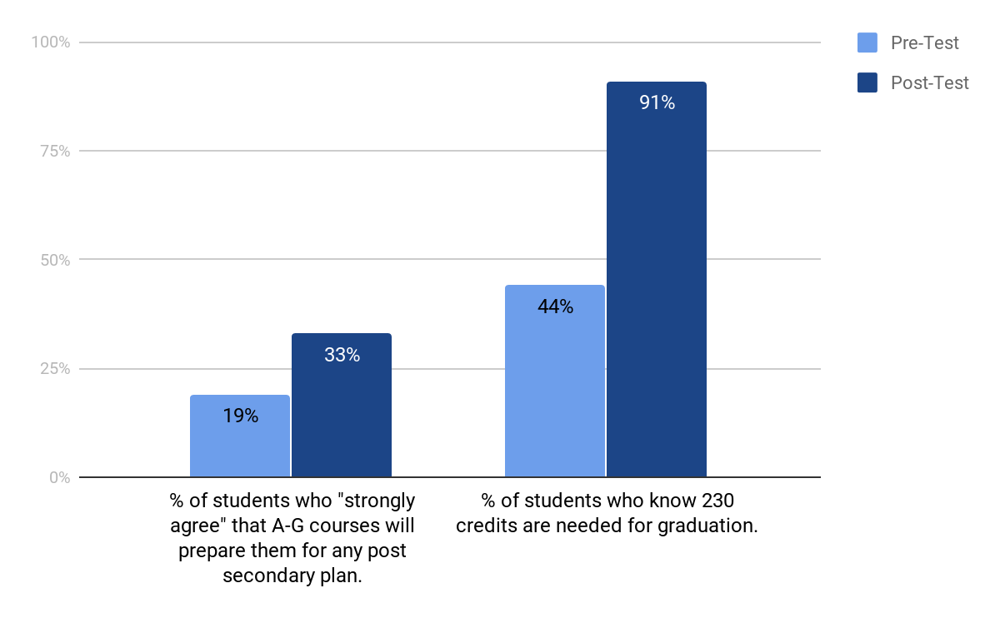 100%
75%
50%
25%
0%
Pre-Test
Post-Test
19%
33%
44%
91%
% of students who "strongly
agree" that A-G courses will
prepare them for any post
secondary plan.
% of students who know 230
credits are needed for graduation.